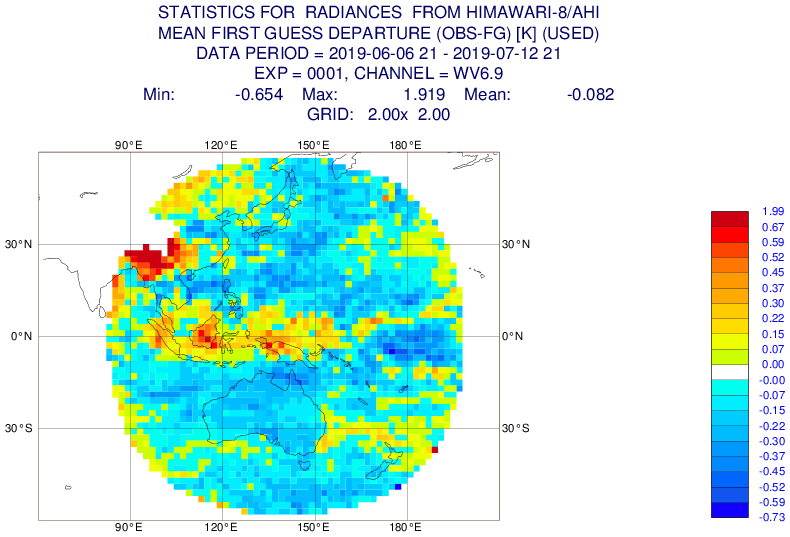 STATISTICS FOR RADIANCES FROM HIMAWARI-8/AHI
MEAN FIRST GUESS DEPARTURE (OBS-FG) [K] (USED)
DATA PERIOD = 2019-06-06 21 - 2019-07-12 21
EXP = 0001, CHANNEL = WV6.9
Min: -0.654 Max: 1.919 Mean: -0.082
GRID: 2.00x 2.00
90°E 120°E 150°E 180°E
30°N 30°N
0°N 0°N
30°S 30°S
90°E 120°E 150°E 180°E
1.99
0.67
0.59
0.52
0.45
0.37
0.30
0.22
0.15
0.07
0.00
-0.00
-0.07
-0.15
-0.22
-0.30
-0.37
-0.45
-0.52
-0.59
-0.73